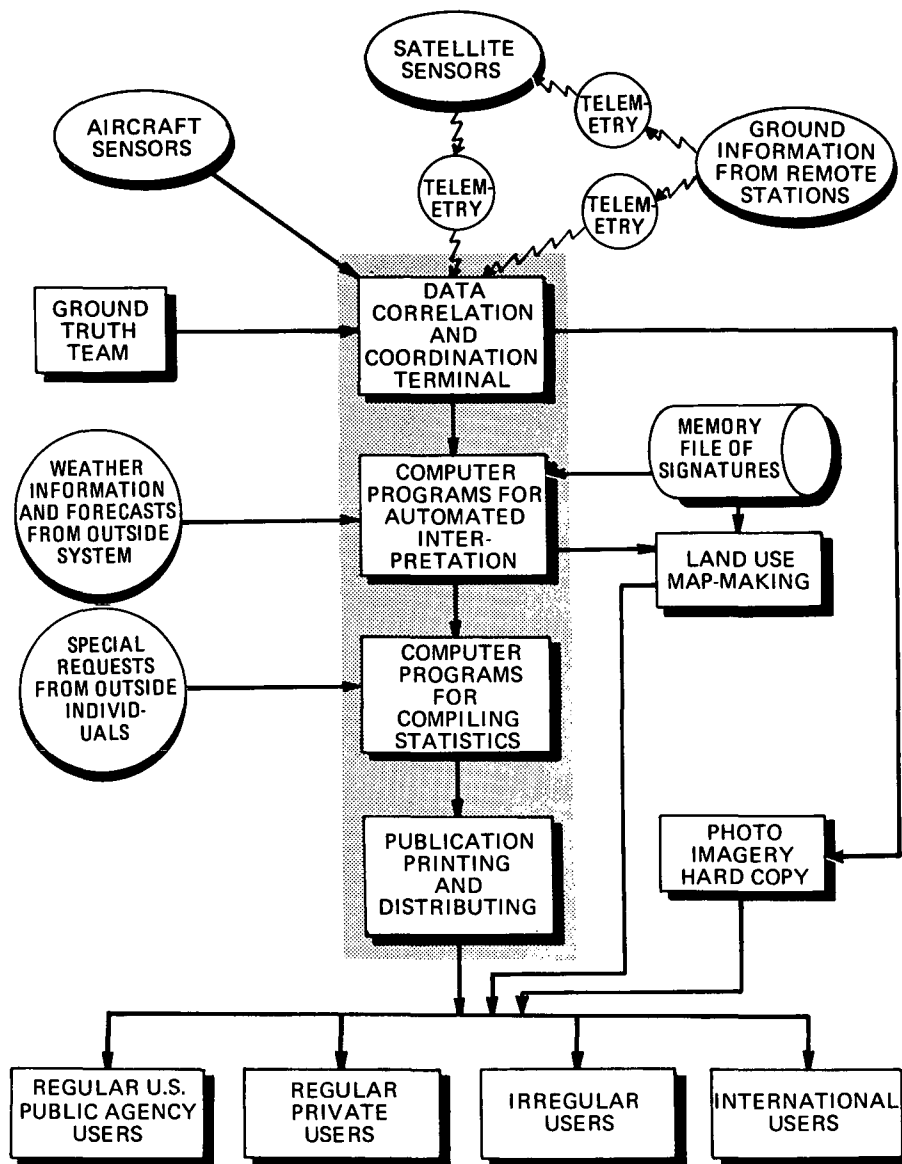 SATELLITE
SENSORS
TELEM-
ETRY
AIRCRAFT
SENSORS
GROUND
INFORMATION
FROM REMOTE
STATIONS
TELEM-
ETRY
TELEM-
ETRY
GROUND
TRUTH
TEAM
DATA
CORRELATION
AND
COORDINATION
TERMINAL
MEMORY
FILE OF
SIGNATURES
WEATHER
INFORMATION
AND FORECASTS
FROM OUTSIDE
SYSTEM
COMPUTER
PROGRAMS FOR
AUTOMATED
INTER-
PRETATION
LAND USE
MAP-MAKING
SPECIAL
REQUESTS
FROM OUTSIDE
INDIVID-
UALS
COMPUTER
PROGRAMS
FOR
COMPILING
STATISTICS
PUBLICATION
PRINTING
AND
DISTRIBUTING
PHOTO
IMAGERY
HARD COPY
REGULAR U.S.
PUBLIC AGENCY
USERS
REGULAR
PRIVATE
USERS
IRREGULAR
USERS
INTERNATIONAL
USERS